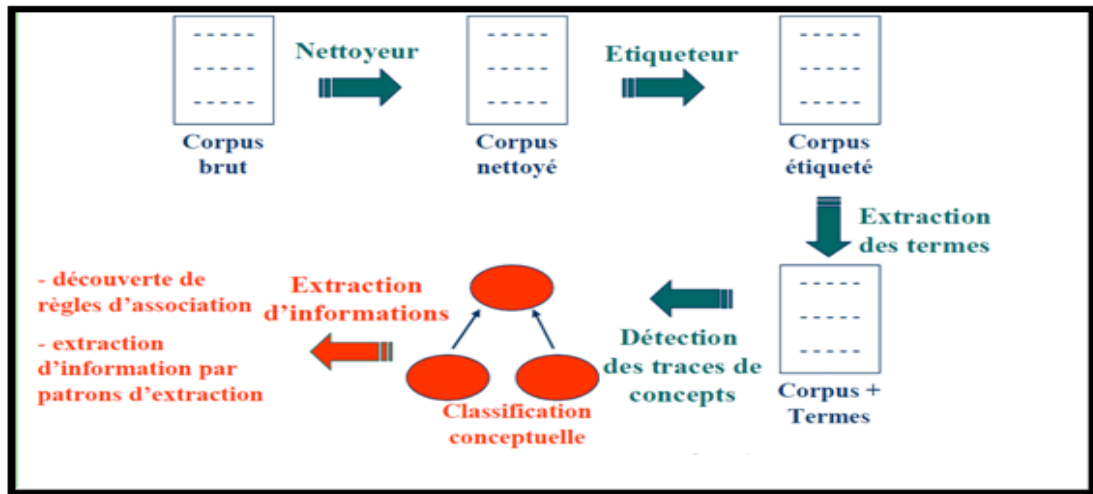 Nettoyeur
Etiqueteur
Corpus
brut
Corpus
nettoyé
Corpus
étiqueté
Extraction
des termes
Corpus +
Termes
Détection
des traces de
concepts
Classification
conceptuelle
Extraction
d'informations
- découverte de
règles d'association
- extraction
d'information par
patrons d'extraction